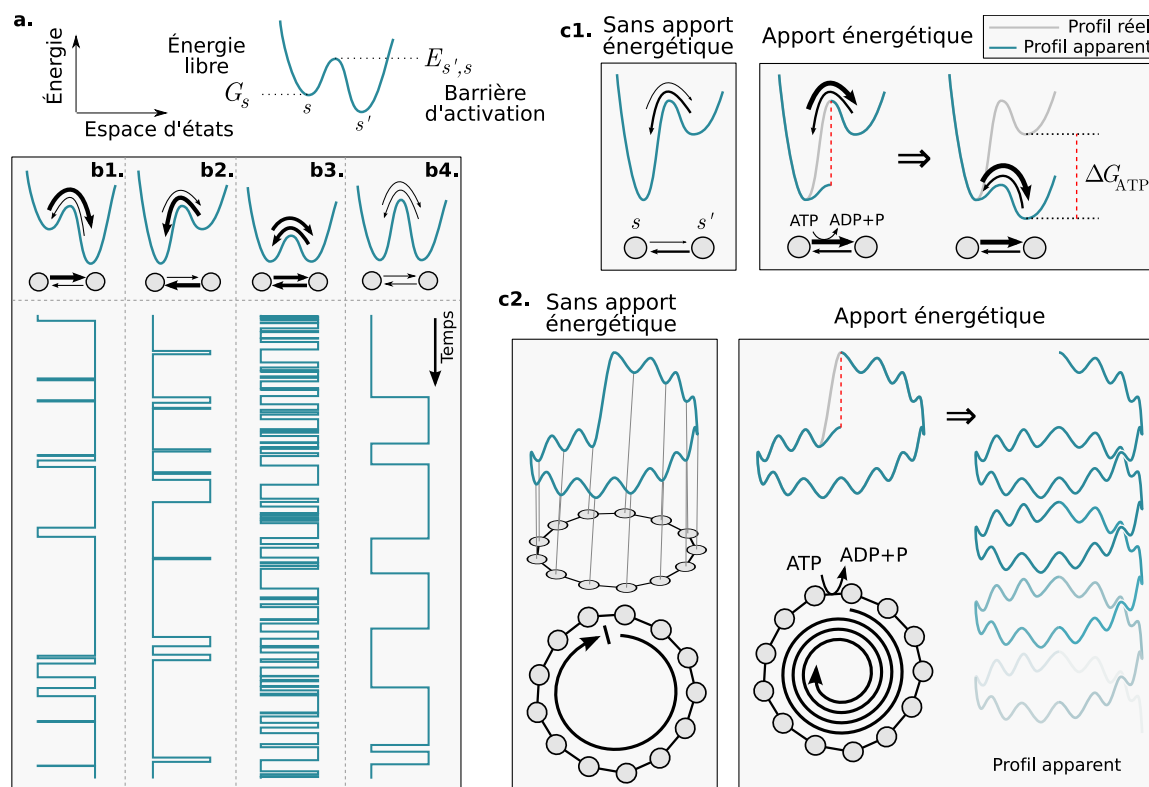 a.
Énergie
Espace d'états
Énergie
libre
G_s
s
s'
E_{s',s}
Barrière
d'activation
b1.
b2.
b3.
b4.
Temps
c1.
Sans apport
énergétique
s
s'
Apport énergétique
Profil réel
Profil apparent
ATP
ADP+P
⇒
ΔG_ATP
c2.
Sans apport
énergétique
Apport énergétique
⇒
ATP
ADP+P
Profil apparent